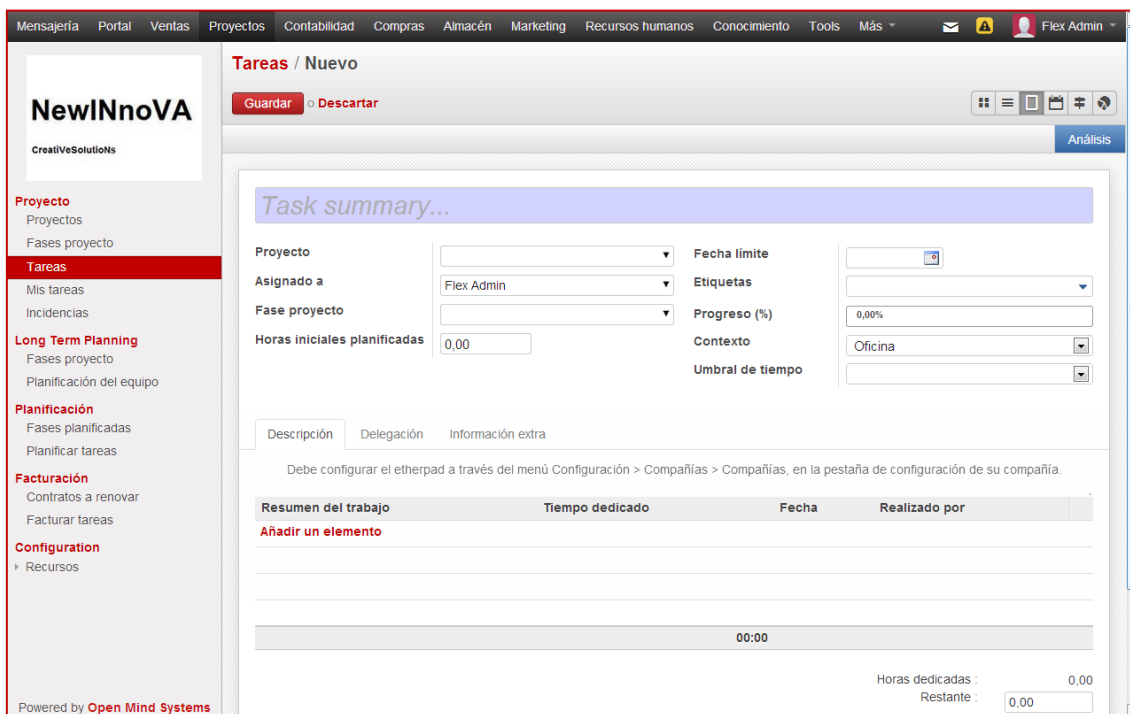 Mensajería Portal Ventas Proyectos Contabilidad Compras Almacén Marketing Recursos humanos Conocimiento Tools Más Flex Admin
NewINnoVA
CreatiVeSolutioNs
Proyecto
Proyectos
Fases proyecto
Tareas
Mis tareas
Incidencias
Long Term Planning
Fases proyecto
Planificación del equipo
Planificación
Fases planificadas
Planificar tareas
Facturación
Contratos a renovar
Facturar tareas
Configuration
Recursos
Powered by Open Mind Systems
Tareas / Nuevo
Guardar o Descartar
Análisis
Task summary...
Proyecto
Asignado a Flex Admin
Fase proyecto
Horas iniciales planificadas 0,00
Fecha límite
Etiquetas
Progreso (%) 0,00%
Contexto Oficina
Umbral de tiempo
Descripción Delegación Información extra
Debe configurar el etherpad a través del menú Configuración > Compañías > Compañías, en la pestaña de configuración de su compañía.
Resumen del trabajo Tiempo dedicado Fecha Realizado por
Añadir un elemento
00:00
Horas dedicadas : 0,00
Restante : 0,00